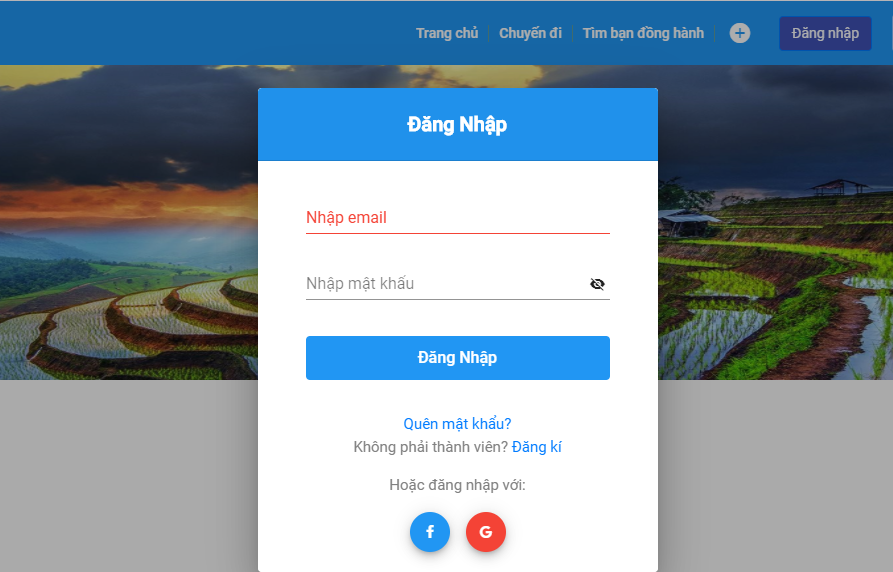 Trang chủ Chuyến đi Tìm bạn đồng hành Đăng nhập
Đăng Nhập
Nhập email
Nhập mật khẩu
Đăng Nhập
Quên mật khẩu?
Không phải thành viên? Đăng kí
Hoặc đăng nhập với:
f G